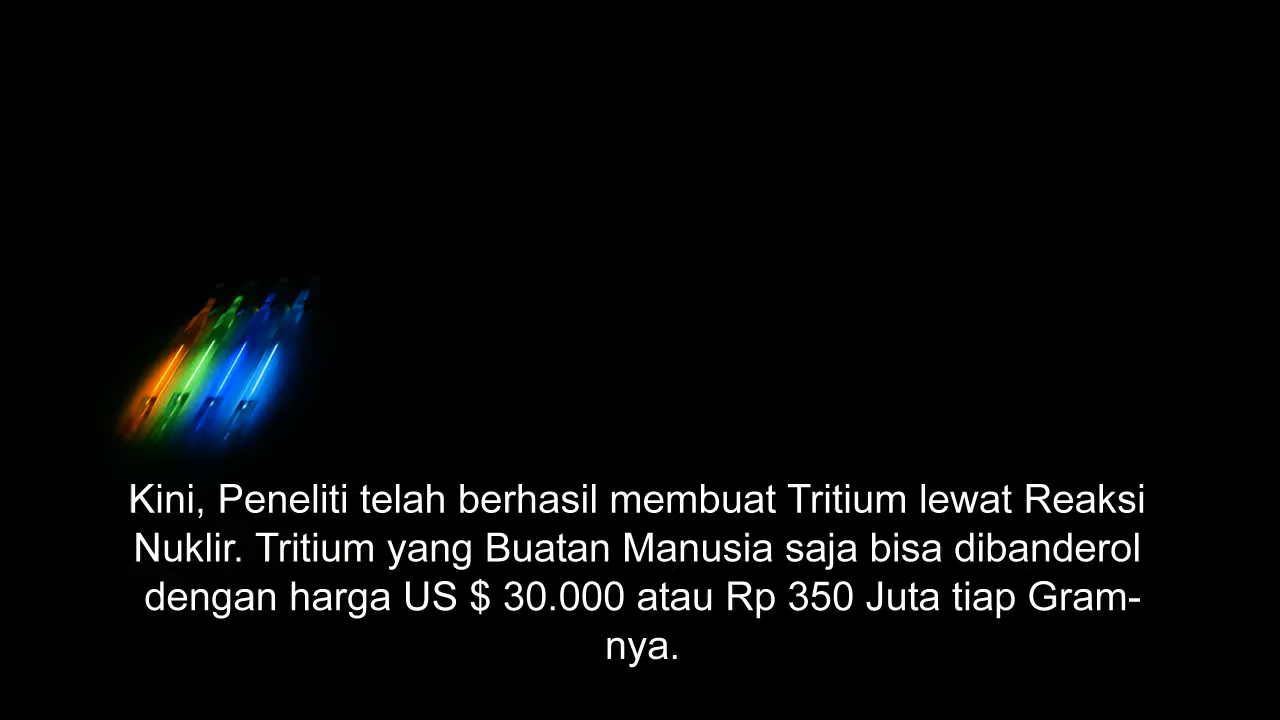 Kini, Peneliti telah berhasil membuat Tritium lewat Reaksi
Nuklir. Tritium yang Buatan Manusia saja bisa dibanderol
dengan harga US $ 30.000 atau Rp 350 Juta tiap Gram-
nya.